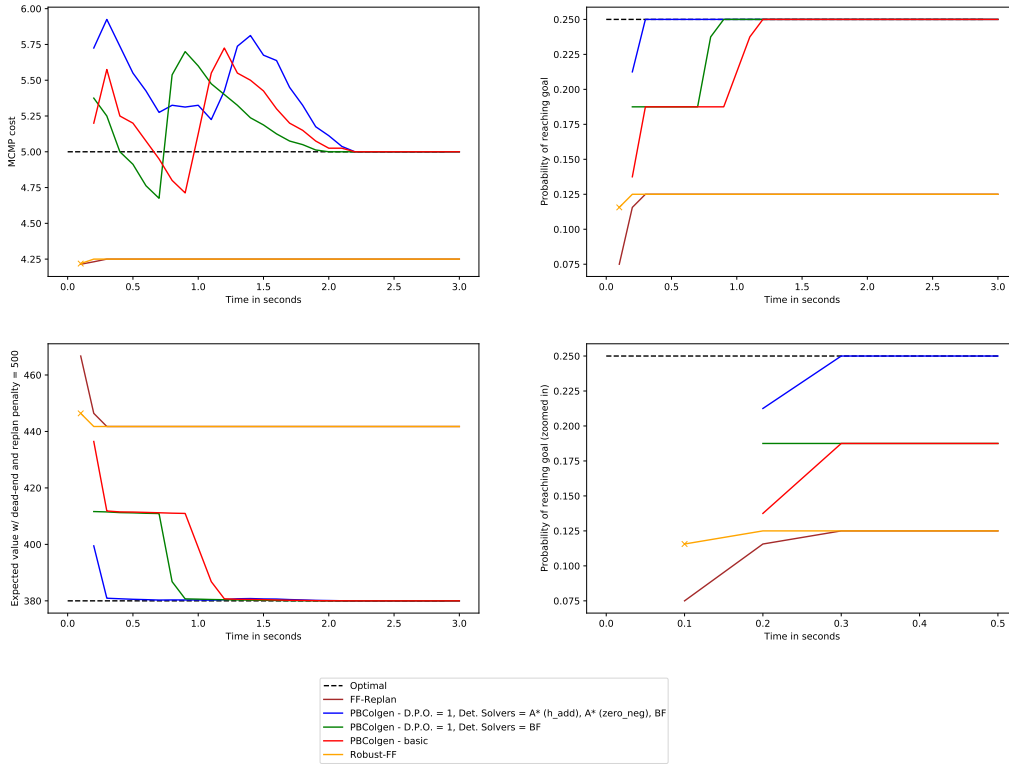 6.00
5.75
5.50
5.25
5.00
4.75
4.50
4.25
MCMP cost
0.0 0.5 1.0 1.5 2.0 2.5 3.0
Time in seconds
0.250
0.225
0.200
0.175
0.150
0.125
0.100
0.075
Probability of reaching goal
0.0 0.5 1.0 1.5 2.0 2.5 3.0
Time in seconds
460
440
420
400
380
Expected value w/ dead-end and replan penalty = 500
0.0 0.5 1.0 1.5 2.0 2.5 3.0
Time in seconds
0.250
0.225
0.200
0.175
0.150
0.125
0.100
0.075
Probability of reaching goal (zoomed in)
0.0 0.1 0.2 0.3 0.4 0.5
Time in seconds
Optimal
FF-Replan
PBColgen - D.P.O. = 1, Det. Solvers = A* (h_add), A* (zero_neg), BF
PBColgen - D.P.O. = 1, Det. Solvers = BF
PBColgen - basic
Robust-FF